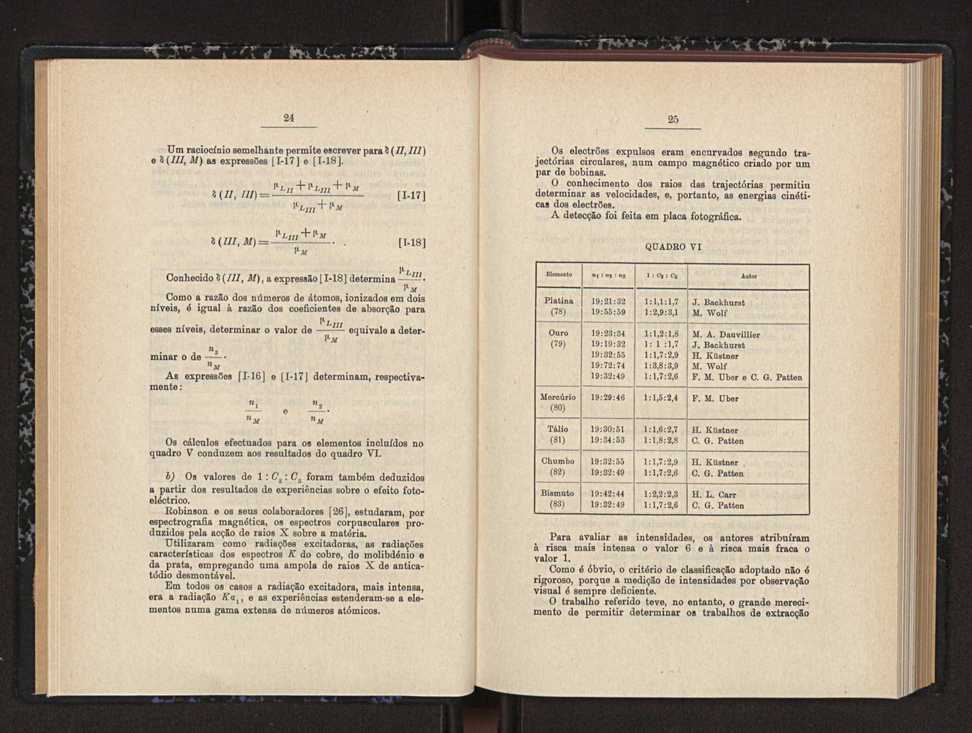 24
Um raciocínio semelhante permite escrever para δ (II, III)
e δ (III, M) as expressões [I-17] e [I-18].
δ (II, III) = (μ L_II + μ L_III + μ M) / (μ L_III + μ M) [I-17]
δ (III, M) = (μ L_III + μ M) / μ M . . [I-18]
Conhecido δ (III, M), a expressão [I-18] determina μ L_III / μ M .
Como a razão dos números de átomos, ionizados em dois
níveis, é igual à razão dos coeficientes de absorção para
esses níveis, determinar o valor de μ L_III / μ M equivale a deter-
minar o de n₃ / n_M .
As expressões [I-16] e [I-17] determinam, respectiva-
mente:
n₁ / n_M e n₂ / n_M .
Os cálculos efectuados para os elementos incluídos no
quadro V conduzem aos resultados do quadro VI.
b) Os valores de 1 : C₂ : C₃ foram também deduzidos
a partir dos resultados de experiências sobre o efeito foto-
eléctrico.
Robinson e os seus colaboradores [26], estudaram, por
espectrografia magnética, os espectros corpusculares pro-
duzidos pela acção de raios X sobre a matéria.
Utilizaram como radiações excitadoras, as radiações
características dos espectros K do cobre, do molibdénio e
da prata, empregando uma ampola de raios X de antica-
tódio desmontável.
Em todos os casos a radiação excitadora, mais intensa,
era a radiação Kα₁, e as experiências estenderam-se a ele-
mentos numa gama extensa de números atómicos.
25
Os electrões expulsos eram encurvados segundo tra-
jectórias circulares, num campo magnético criado por um
par de bobinas.
O conhecimento dos raios das trajectórias permitiu
determinar as velocidades, e, portanto, as energias cinéti-
cas dos electrões.
A detecção foi feita em placa fotográfica.
QUADRO VI
Elemento n₁ : n₂ : n₃ 1 : C₂ : C₃ Autor
Platina 19:21:32 1:1,1:1,7 J. Backhurst
(78) 19:55:59 1:2,9:3,1 M. Wolf
Ouro 19:23:34 1:1,2:1,8 M. A. Dauvillier
(79) 19:19:32 1: 1 :1,7 J. Backhurst
19:32:55 1:1,7:2,9 H. Küstner
19:72:74 1:3,8:3,9 M. Wolf
19:32:49 1:1,7:2,6 F. M. Uber e C. G. Patten
Mercúrio 19:29:46 1:1,5:2,4 F. M. Uber
(80)
Tálio 19:30:51 1:1,6:2,7 H. Küstner
(81) 19:34:53 1:1,8:2,8 C. G. Patten
Chumbo 19:32:55 1:1,7:2,9 H. Küstner
(82) 19:32:49 1:1,7:2,6 C. G. Patten
Bismuto 19:42:44 1:2,2:2,3 H. L. Carr
(83) 19:32:49 1:1,7:2,6 C. G. Patten
Para avaliar as intensidades, os autores atribuíram
à risca mais intensa o valor 6 e à risca mais fraca o
valor 1.
Como é óbvio, o critério de classificação adoptado não é
rigoroso, porque a medição de intensidades por observação
visual é sempre deficiente.
O trabalho referido teve, no entanto, o grande mereci-
mento de permitir determinar os trabalhos de extracção